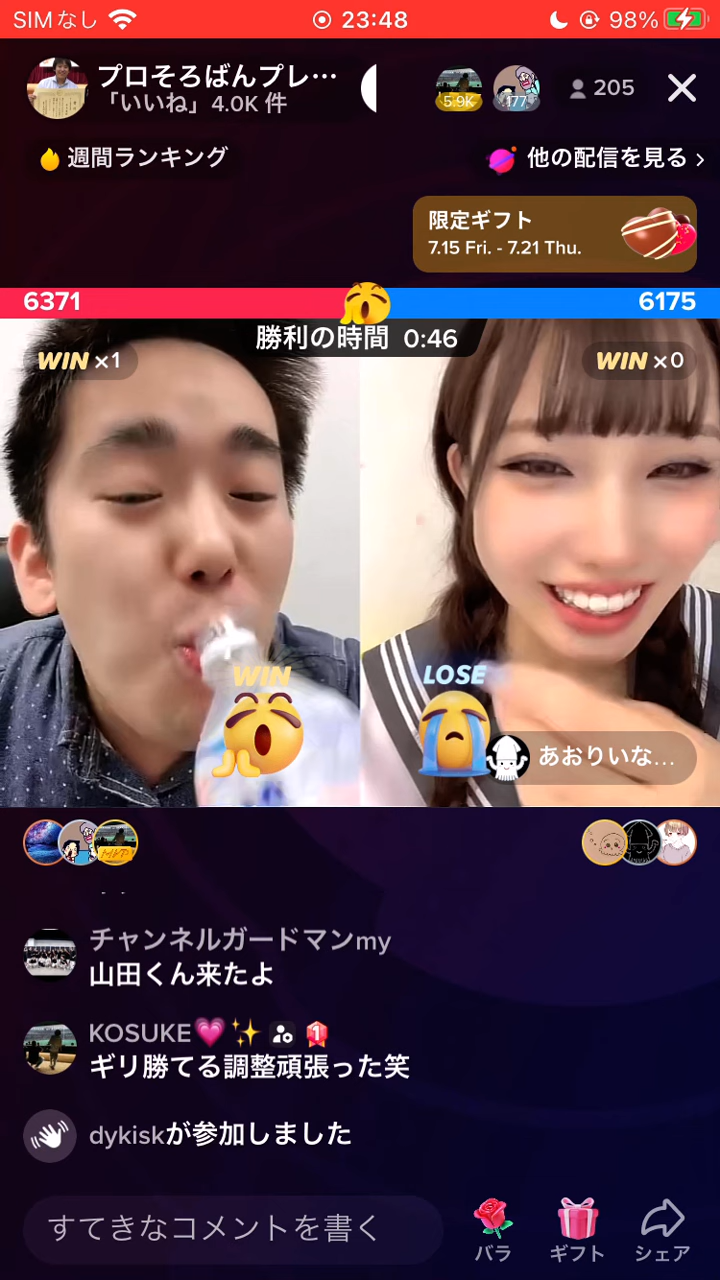 SIMなし
23:48
98%
プロそろばんプレ…
「いいね」4.0K 件
5.9K
177
205
週間ランキング
他の配信を見る
限定ギフト
7.15 Fri. - 7.21 Thu.
6371
6175
勝利の時間 0:46
WIN ×1
WIN ×0
WIN
LOSE
あおりいな...
チャンネルガードマンmy
山田くん来たよ
KOSUKE
1
ギリ勝てる調整頑張った笑
dykiskが参加しました
すてきなコメントを書く
バラ
ギフト
シェア